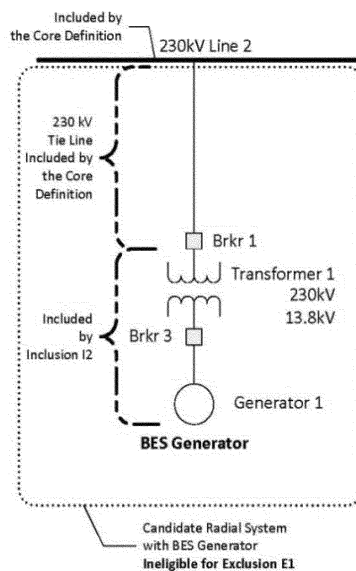 Included by
the Core Definition
230kV Line 2
230 kV
Tie Line
Included by
the Core
Definition
Brkr 1
Transformer 1
230kV
13.8kV
Included
by
Inclusion I2
Brkr 3
Generator 1
BES Generator
Candidate Radial System
with BES Generator
Ineligible for Exclusion E1